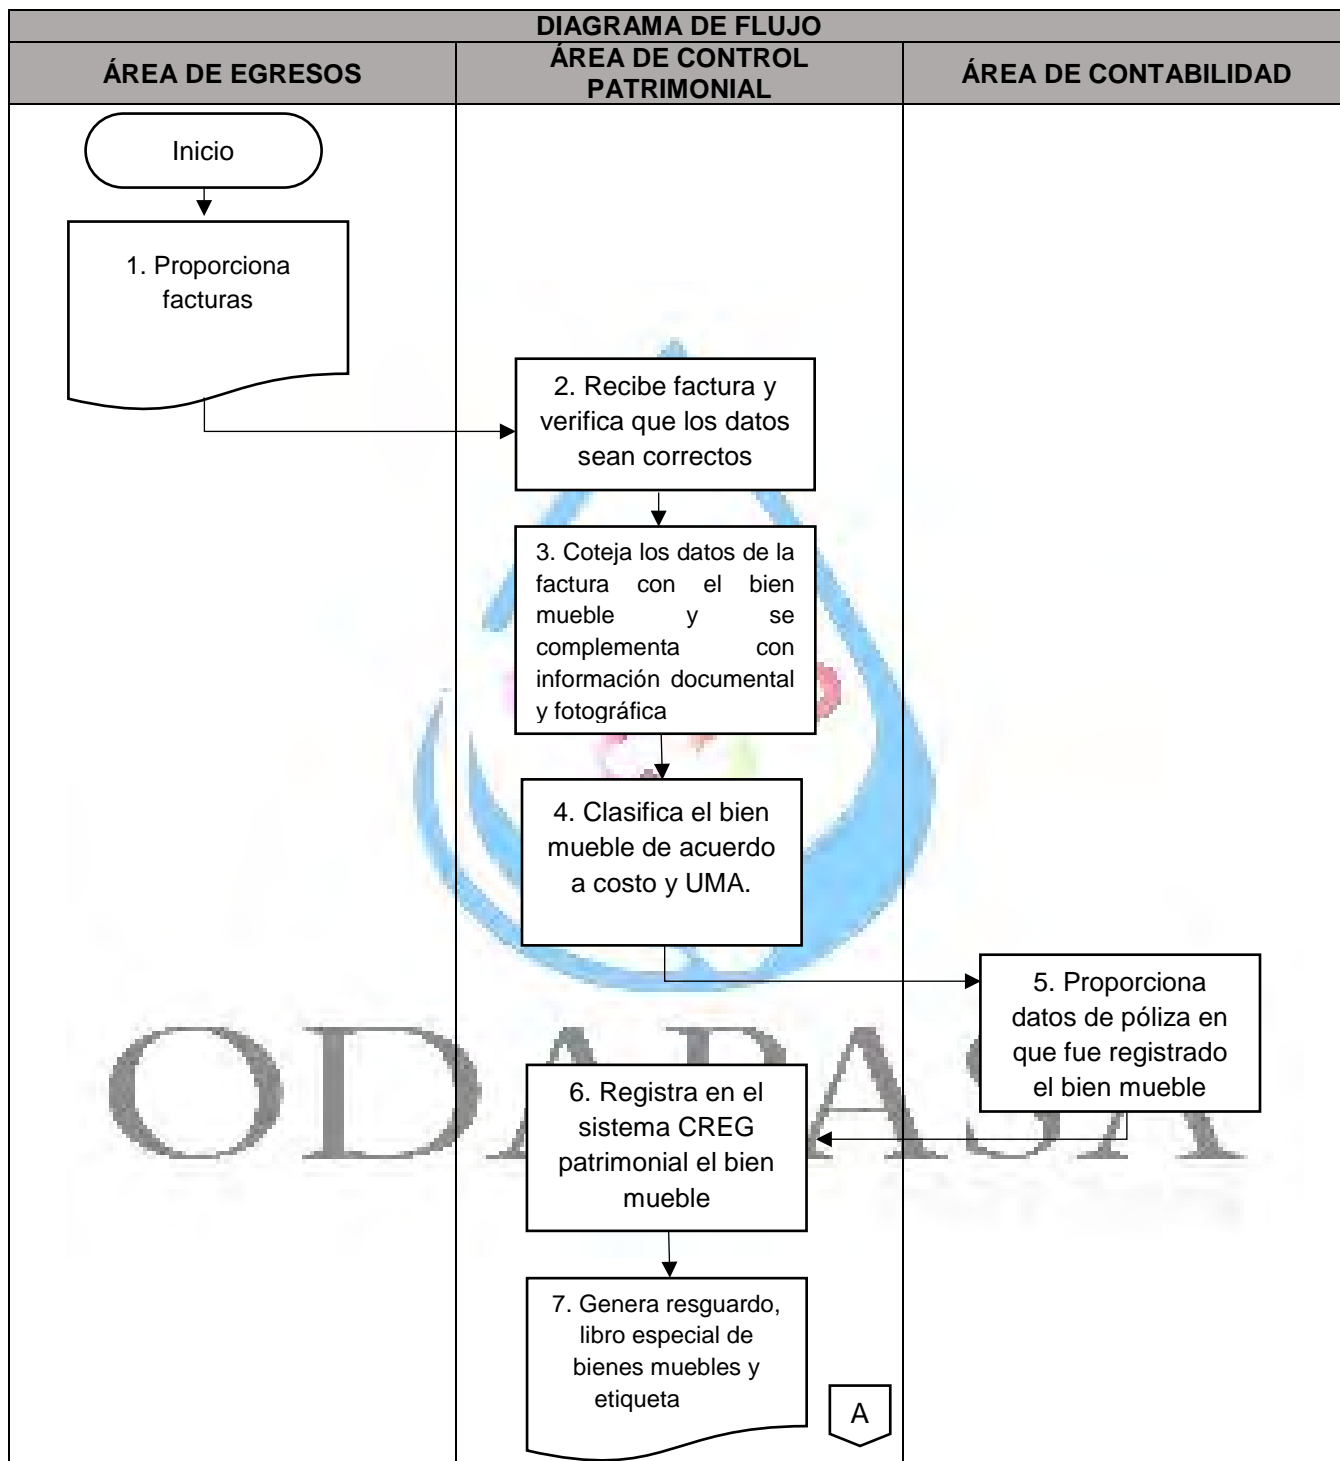 DIAGRAMA DE FLUJO
ÁREA DE EGRESOS
ÁREA DE CONTROL
PATRIMONIAL
ÁREA DE CONTABILIDAD
Inicio
1. Proporciona
facturas
2. Recibe factura y
verifica que los datos
sean correctos
3. Coteja los datos de la
factura con el bien
mueble y se
complementa con
información documental
y fotográfica
4. Clasifica el bien
mueble de acuerdo
a costo y UMA.
5. Proporciona
datos de póliza en
que fue registrado
el bien mueble
ODAPASA
6. Registra en el
sistema CREG
patrimonial el bien
mueble
7. Genera resguardo,
libro especial de
bienes muebles y
etiqueta
A